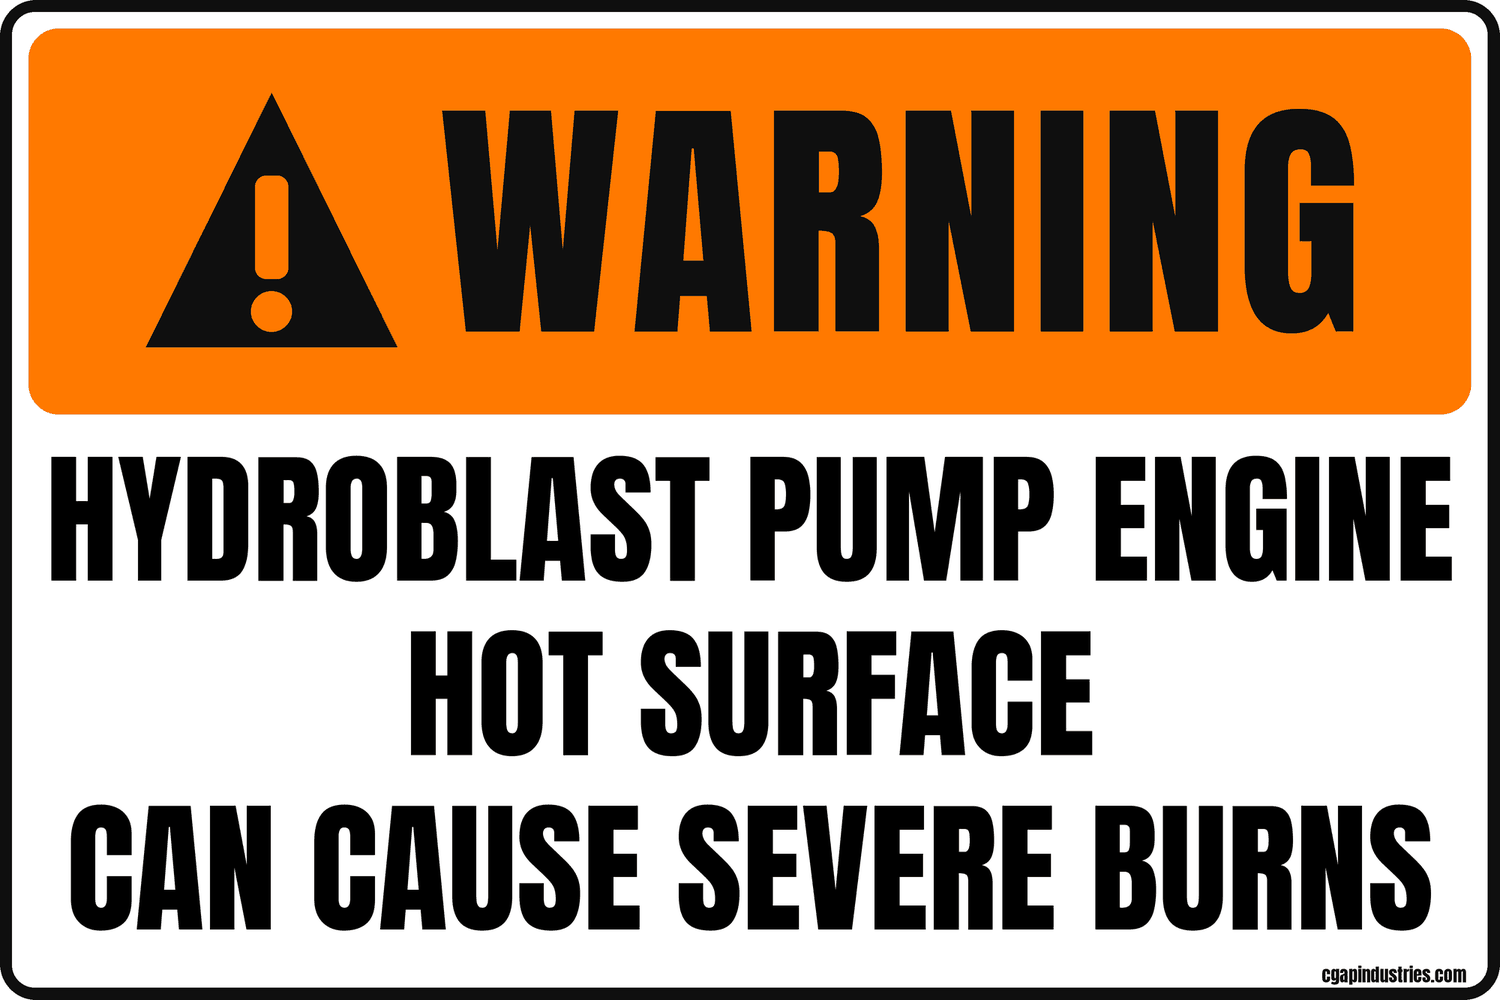 WARNING
HYDROBLAST PUMP ENGINE
HOT SURFACE
CAN CAUSE SEVERE BURNS
cgapindustries.com